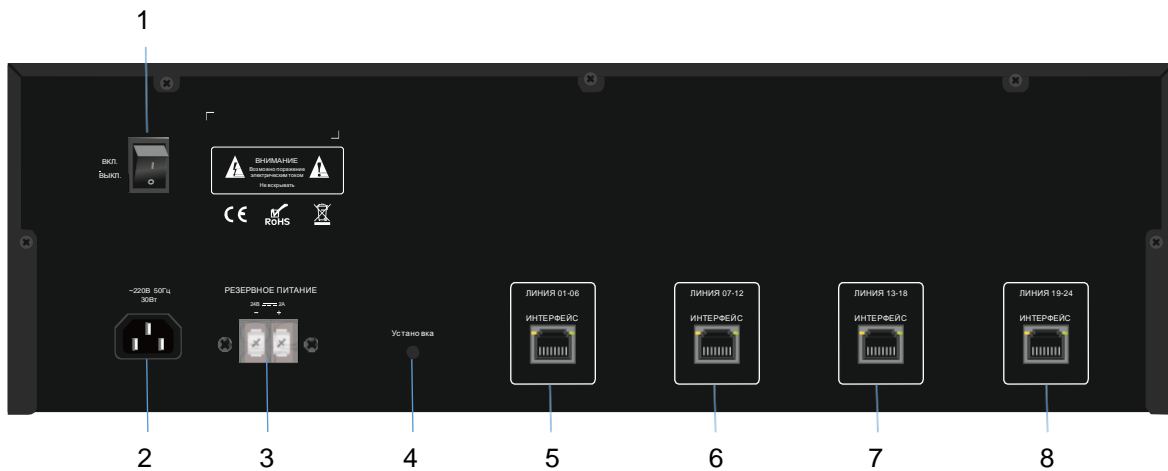 1
ВКЛ.
ВЫКЛ.
ВНИМАНИЕ
Возможно поражение
электрическим током
Не вскрывать
CE RoHS
~220В 50Гц
30Вт
РЕЗЕРВНОЕ ПИТАНИЕ
24В 2А
− +
Установка
ЛИНИЯ 01-06
ИНТЕРФЕЙС
ЛИНИЯ 07-12
ИНТЕРФЕЙС
ЛИНИЯ 13-18
ИНТЕРФЕЙС
ЛИНИЯ 19-24
ИНТЕРФЕЙС
2 3 4 5 6 7 8